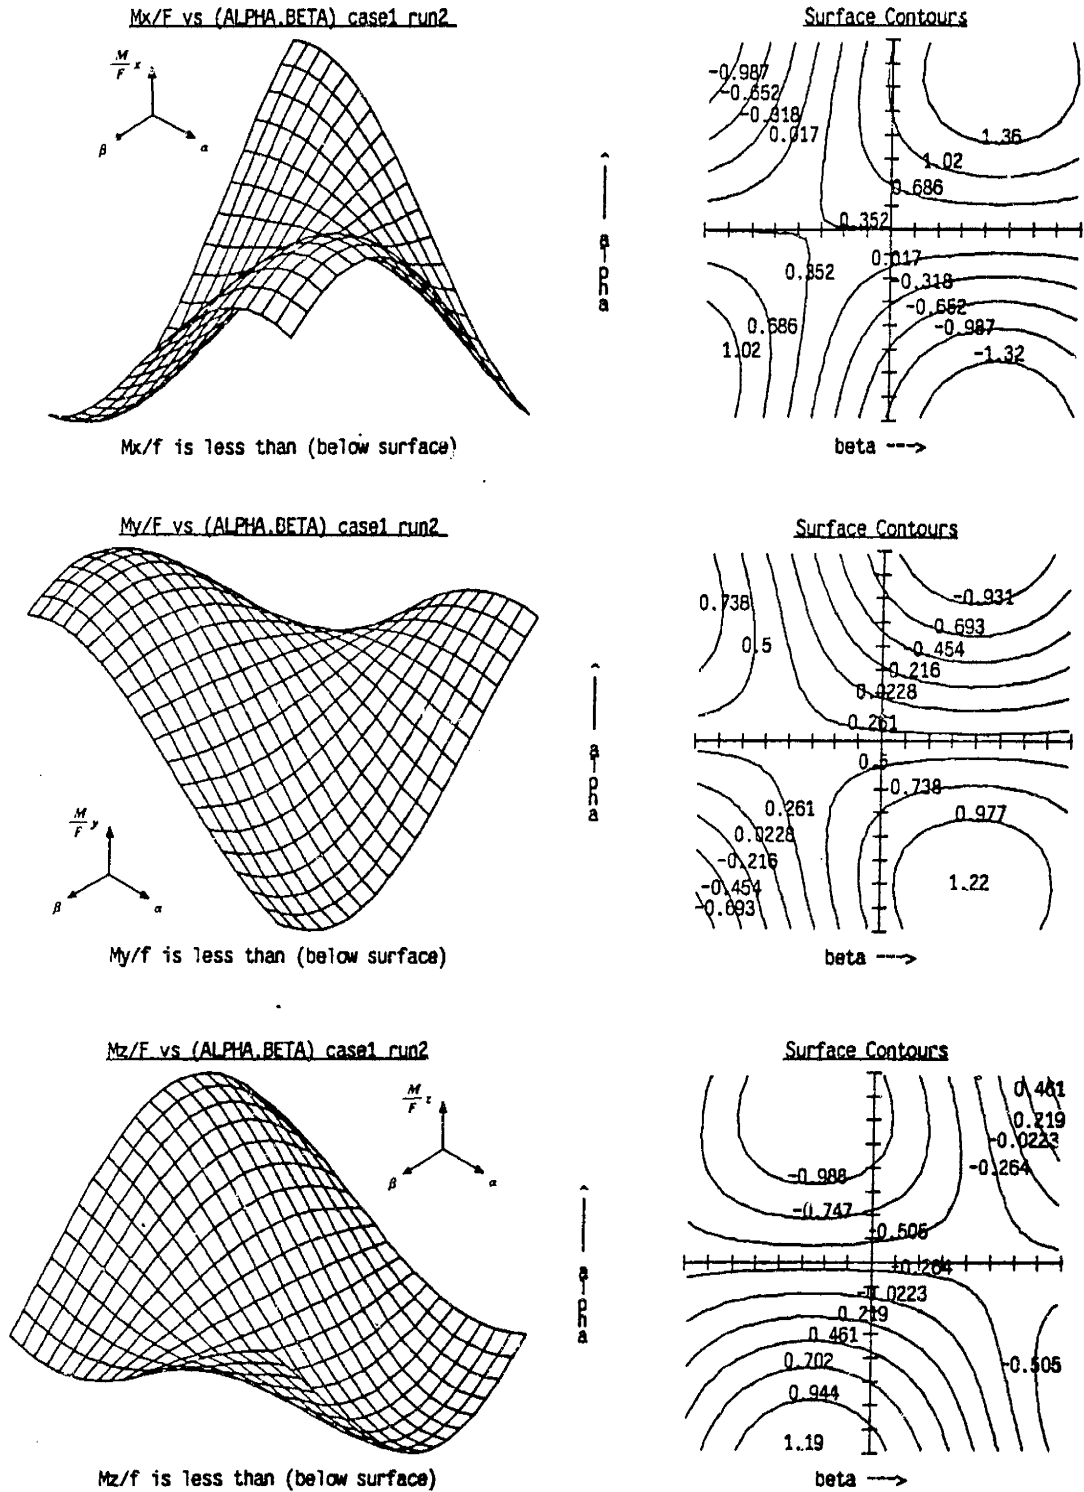 Mx/F vs (ALPHA.BETA) case1 run2
Surface Contours
M/F x
β
α
-0.987
-0.652
-0.318
0.017
1.36
1.02
0.686
0.352
0.017
-0.318
-0.652
-0.987
-1.32
0.352
0.686
1.02
alpha
beta --->
Mx/f is less than (below surface)
My/F vs (ALPHA.BETA) case1 run2
Surface Contours
0.738
0.5
-0.931
-0.693
-0.454
-0.216
0.0228
0.261
0.5
0.738
0.977
1.22
0.261
0.0228
-0.216
-0.454
-0.693
alpha
M/F y
β
α
beta --->
My/f is less than (below surface)
Mz/F vs (ALPHA.BETA) case1 run2
Surface Contours
M/F z
β
α
0.461
0.219
-0.0223
-0.264
-0.988
-0.747
-0.505
-0.264
-0.0223
0.219
0.461
0.702
0.944
1.19
-0.505
alpha
beta --->
Mz/f is less than (below surface)